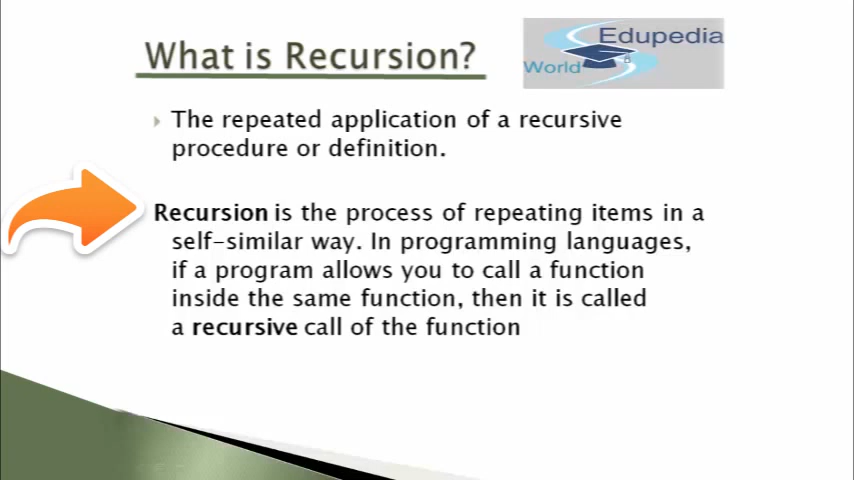 What is Recursion?
Edupedia
World
The repeated application of a recursive
procedure or definition.
Recursion is the process of repeating items in a
self-similar way. In programming languages,
if a program allows you to call a function
inside the same function, then it is called
a recursive call of the function